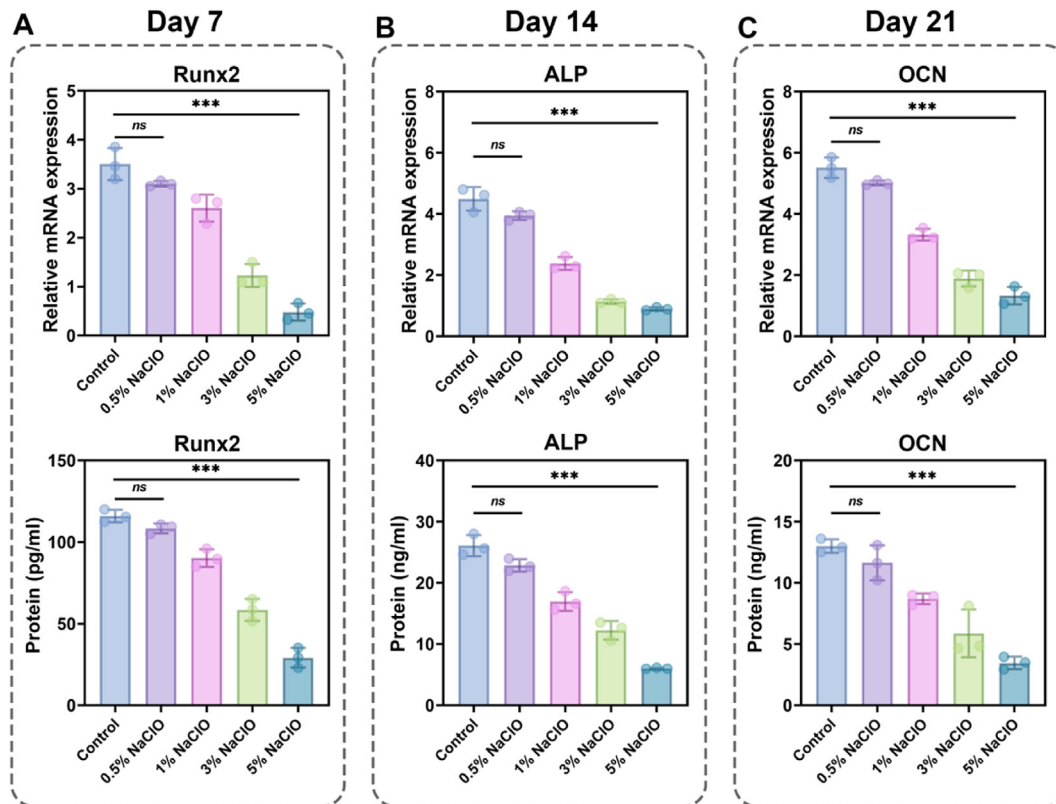 A Day 7
Runx2
Relative mRNA expression
5
4
3
2
1
0
***
ns
Control
0.5% NaClO
1% NaClO
3% NaClO
5% NaClO
Runx2
Protein (pg/ml)
150
100
50
0
***
ns
Control
0.5% NaClO
1% NaClO
3% NaClO
5% NaClO
B Day 14
ALP
Relative mRNA expression
8
6
4
2
0
***
ns
Control
0.5% NaClO
1% NaClO
3% NaClO
5% NaClO
ALP
Protein (ng/ml)
40
30
20
10
0
***
ns
Control
0.5% NaClO
1% NaClO
3% NaClO
5% NaClO
C Day 21
OCN
Relative mRNA expression
8
6
4
2
0
***
ns
Control
0.5% NaClO
1% NaClO
3% NaClO
5% NaClO
OCN
Protein (ng/ml)
20
15
10
5
0
***
ns
Control
0.5% NaClO
1% NaClO
3% NaClO
5% NaClO